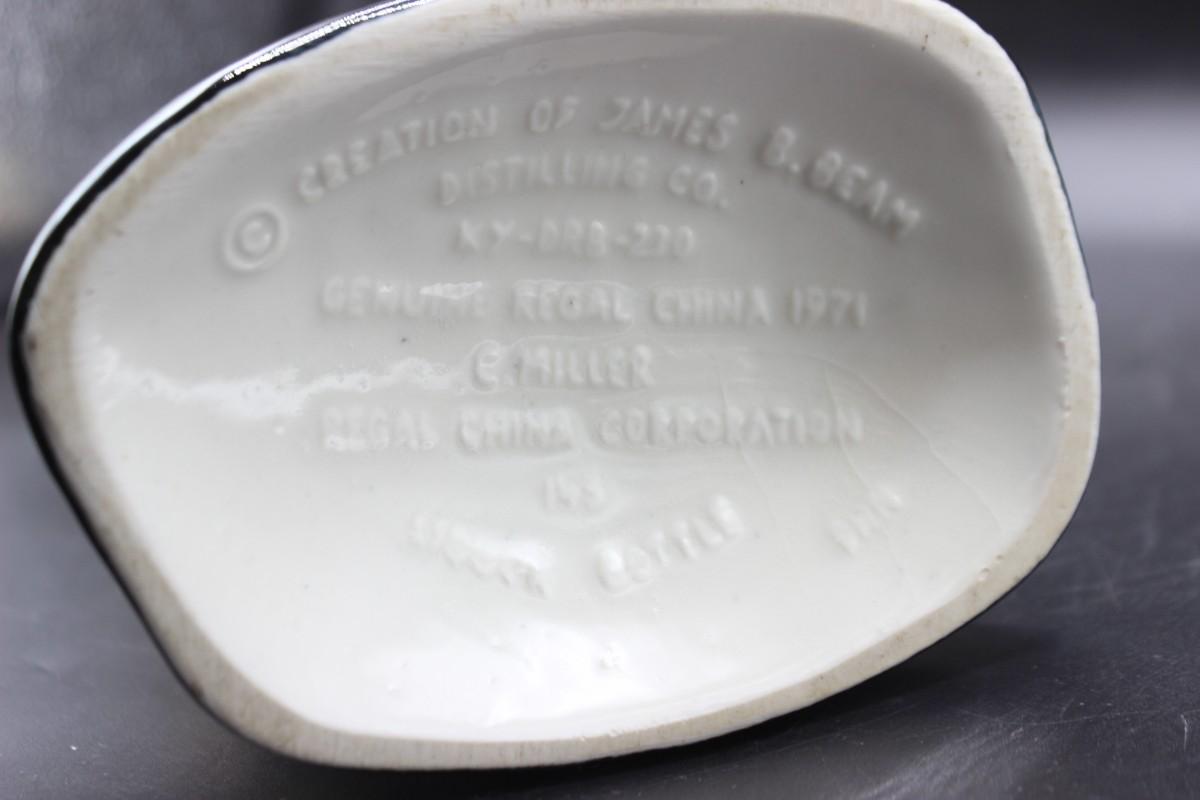 © CREATION OF JAMES B. BEAM
DISTILLING CO.
KY-DRB-230
GENUINE REGAL CHINA 1971
C. MILLER
REGAL CHINA CORPORATION
BOTTLE